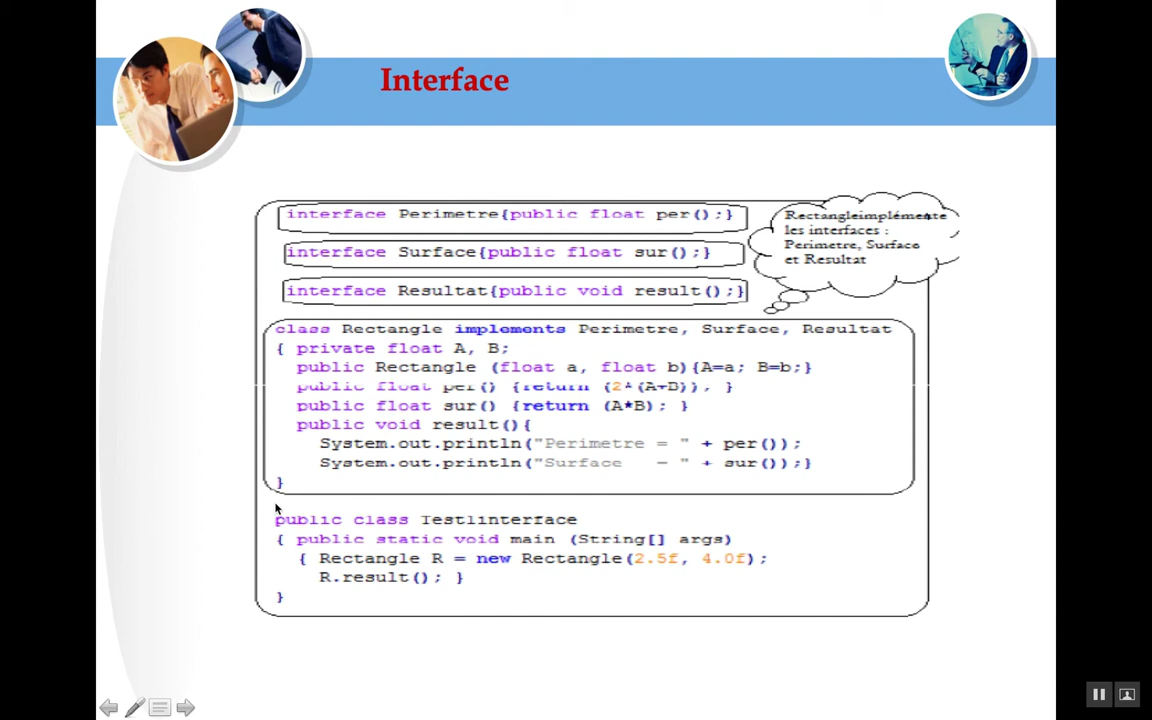 Interface
interface Perimetre{public float per();}
interface Surface{public float sur();}
interface Resultat{public void result();}
Rectangleimplémente
les interfaces :
Perimetre, Surface
et Resultat
class Rectangle implements Perimetre, Surface, Resultat
{ private float A, B;
public Rectangle (float a, float b){A=a; B=b;}
public float per() {return (2*(A+B)); }
public float sur() {return (A*B); }
public void result(){
System.out.println("Perimetre = " + per());
System.out.println("Surface = " + sur());}
}
public class Test1interface
{ public static void main (String[] args)
{ Rectangle R = new Rectangle(2.5f, 4.0f);
R.result(); }
}